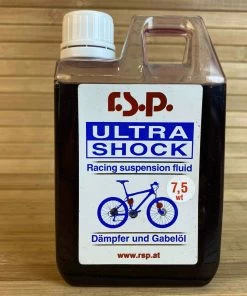 r.s.p.
ULTRA
SHOCK
Racing suspension fluid
7,5
wt
Dämpfer und Gabelöl
www.rsp.at